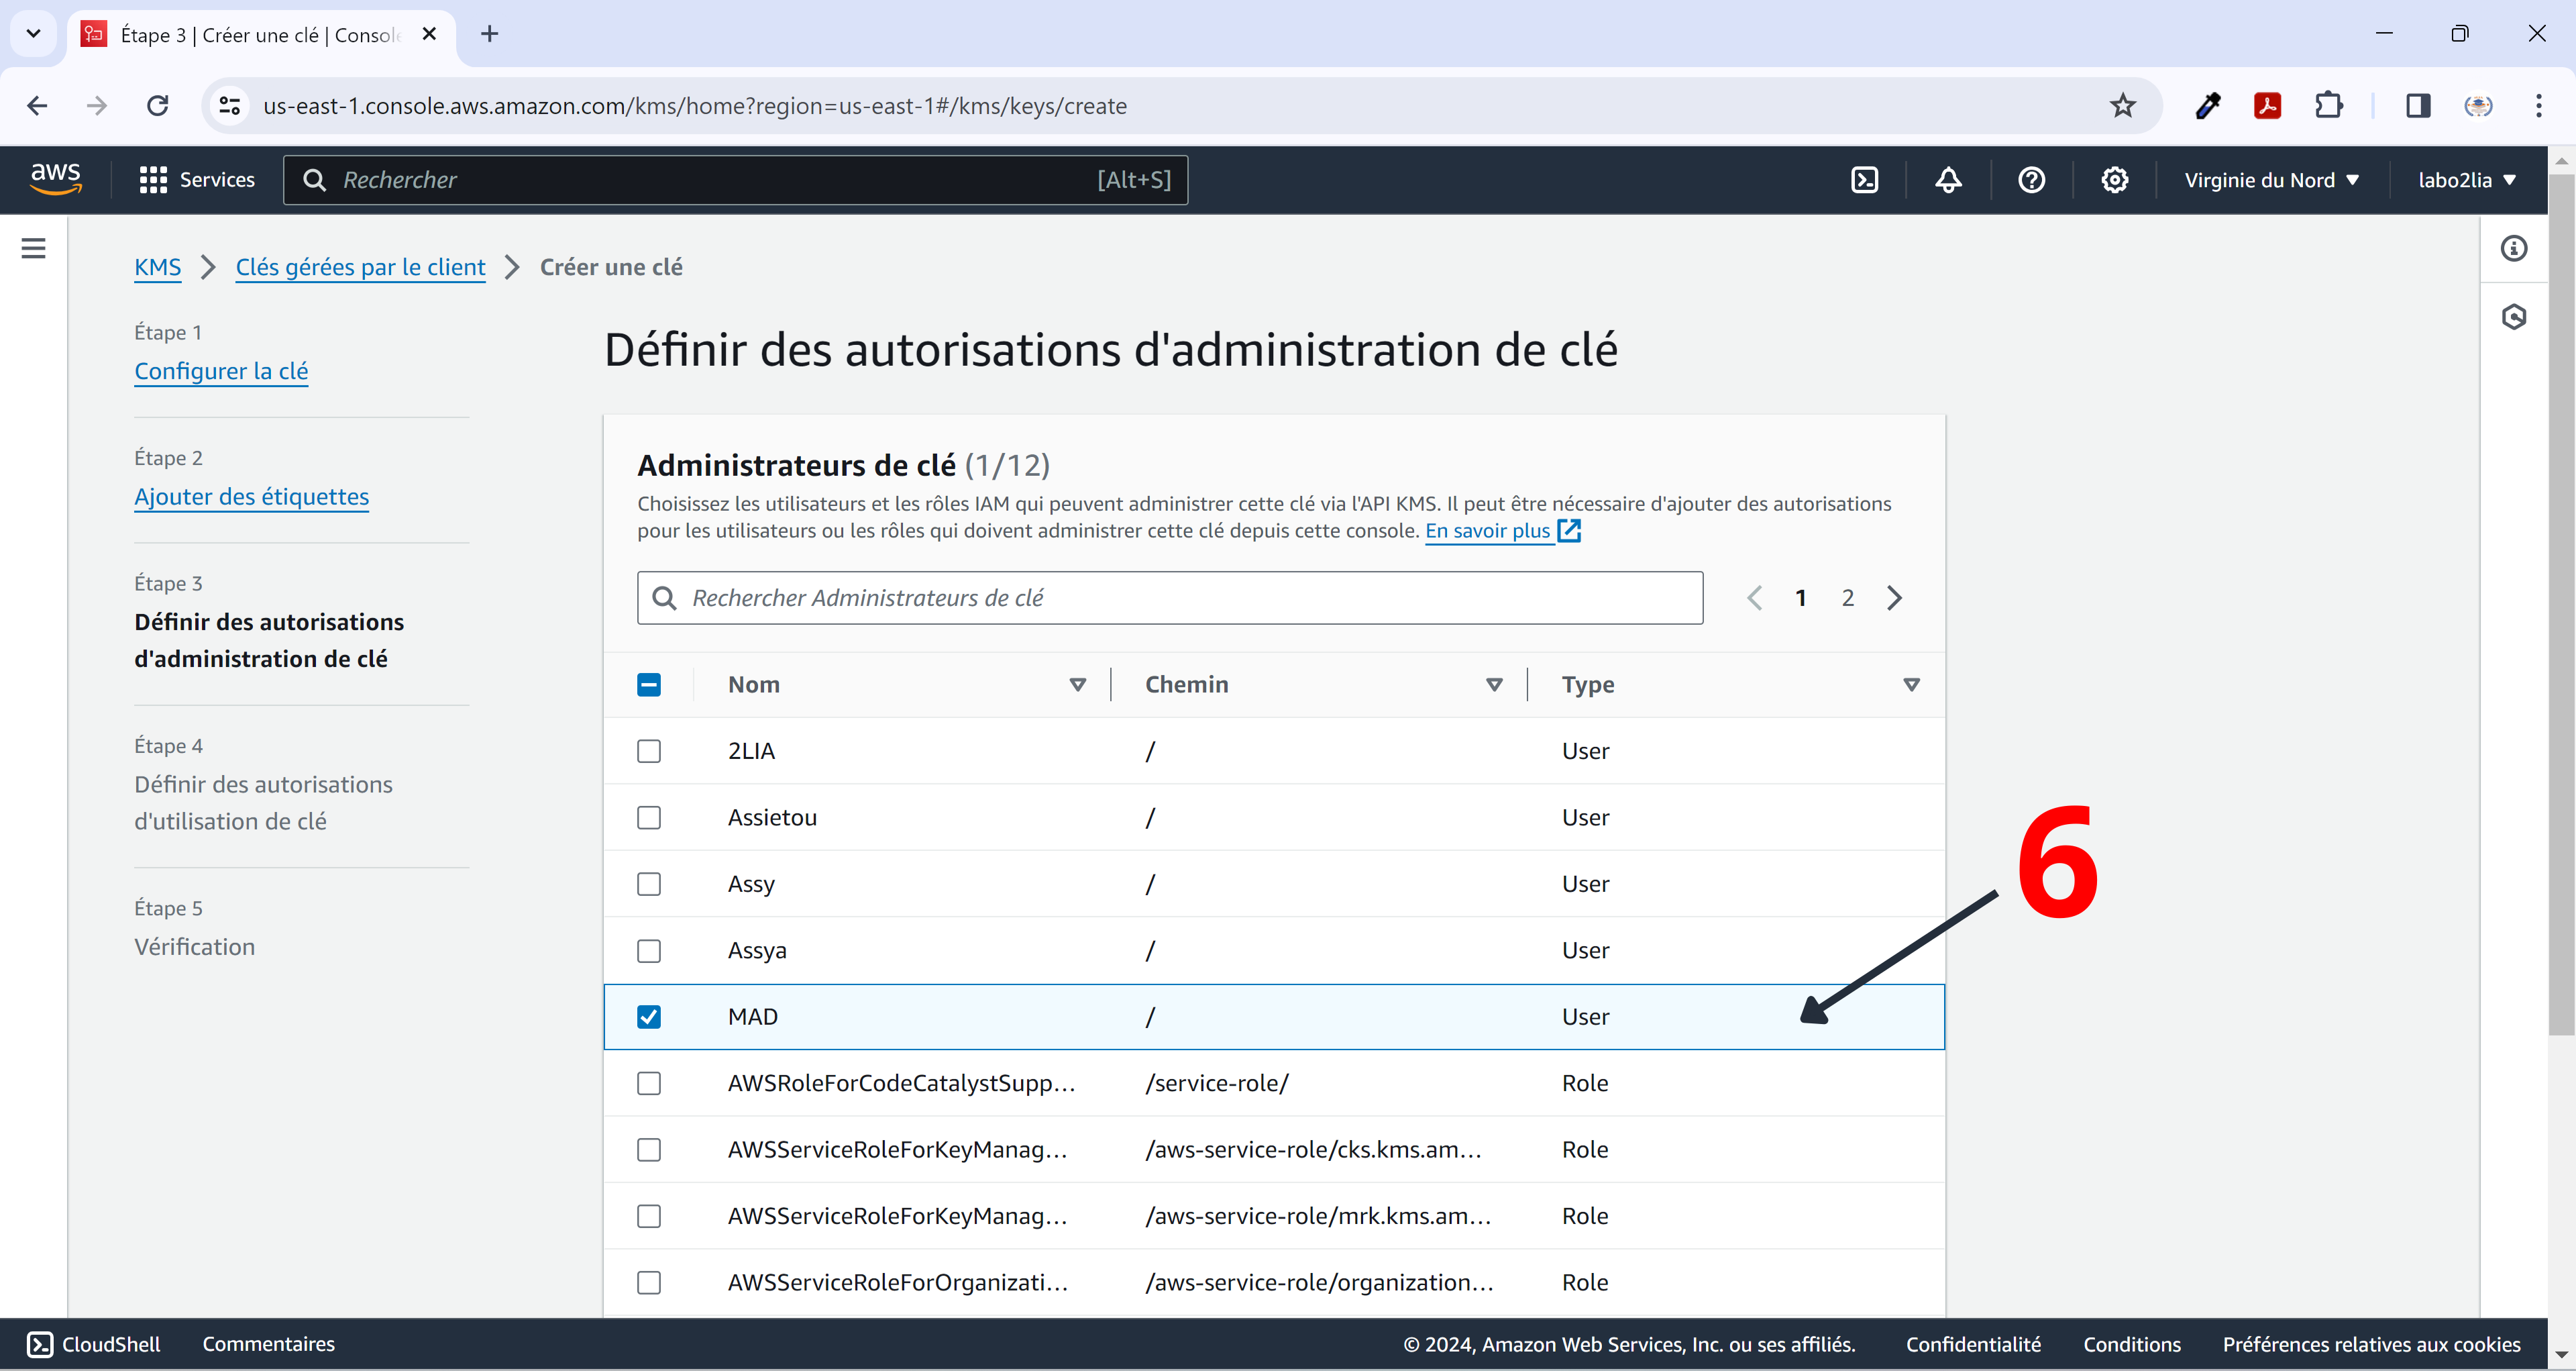 Étape 3 | Créer une clé | Console
us-east-1.console.aws.amazon.com/kms/home?region=us-east-1#/kms/keys/create
aws
Services
Rechercher
[Alt+S]
Virginie du Nord
labo2lia
KMS
Clés gérées par le client
Créer une clé
Étape 1
Configurer la clé
Étape 2
Ajouter des étiquettes
Étape 3
Définir des autorisations
d'administration de clé
Étape 4
Définir des autorisations
d'utilisation de clé
Étape 5
Vérification
Définir des autorisations d'administration de clé
Administrateurs de clé (1/12)
Choisissez les utilisateurs et les rôles IAM qui peuvent administrer cette clé via l'API KMS. Il peut être nécessaire d'ajouter des autorisations
pour les utilisateurs ou les rôles qui doivent administrer cette clé depuis cette console. En savoir plus
Rechercher Administrateurs de clé
1 2
Nom Chemin Type
2LIA / User
Assietou / User
Assy / User
Assya / User
MAD / User
AWSRoleForCodeCatalystSupp... /service-role/ Role
AWSServiceRoleForKeyManag... /aws-service-role/cks.kms.am... Role
AWSServiceRoleForKeyManag... /aws-service-role/mrk.kms.am... Role
AWSServiceRoleForOrganizati... /aws-service-role/organization... Role
6
CloudShell
Commentaires
© 2024, Amazon Web Services, Inc. ou ses affiliés.
Confidentialité
Conditions
Préférences relatives aux cookies